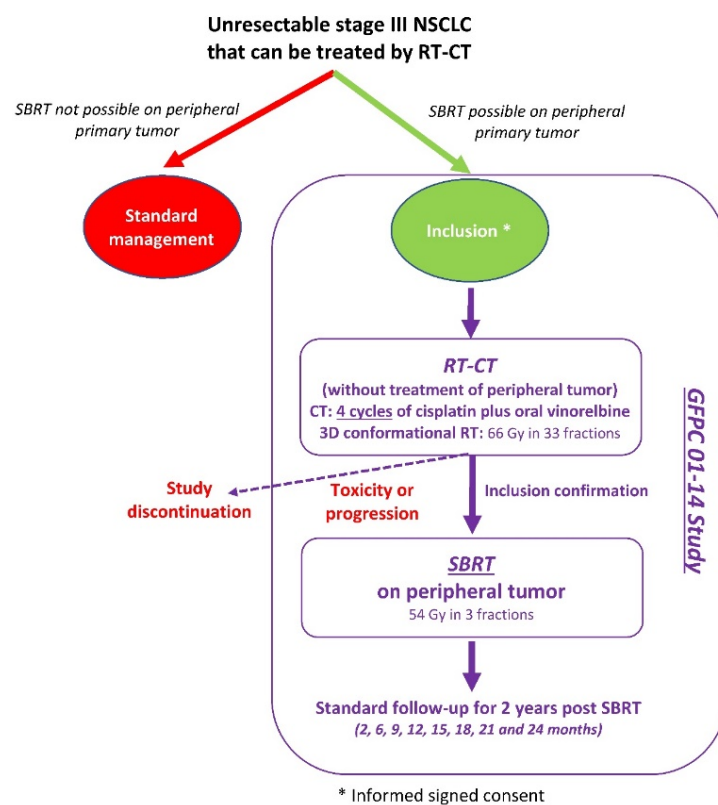 Unresectable stage III NSCLC
that can be treated by RT-CT
SBRT not possible on peripheral
primary tumor
SBRT possible on peripheral
primary tumor
Standard
management
Inclusion *
RT-CT
(without treatment of peripheral tumor)
CT: 4 cycles of cisplatin plus oral vinorelbine
3D conformational RT: 66 Gy in 33 fractions
Study
discontinuation
Toxicity or
progression
Inclusion confirmation
SBRT
on peripheral tumor
54 Gy in 3 fractions
Standard follow-up for 2 years post SBRT
(2, 6, 9, 12, 15, 18, 21 and 24 months)
GFPC 01-14 Study
* Informed signed consent